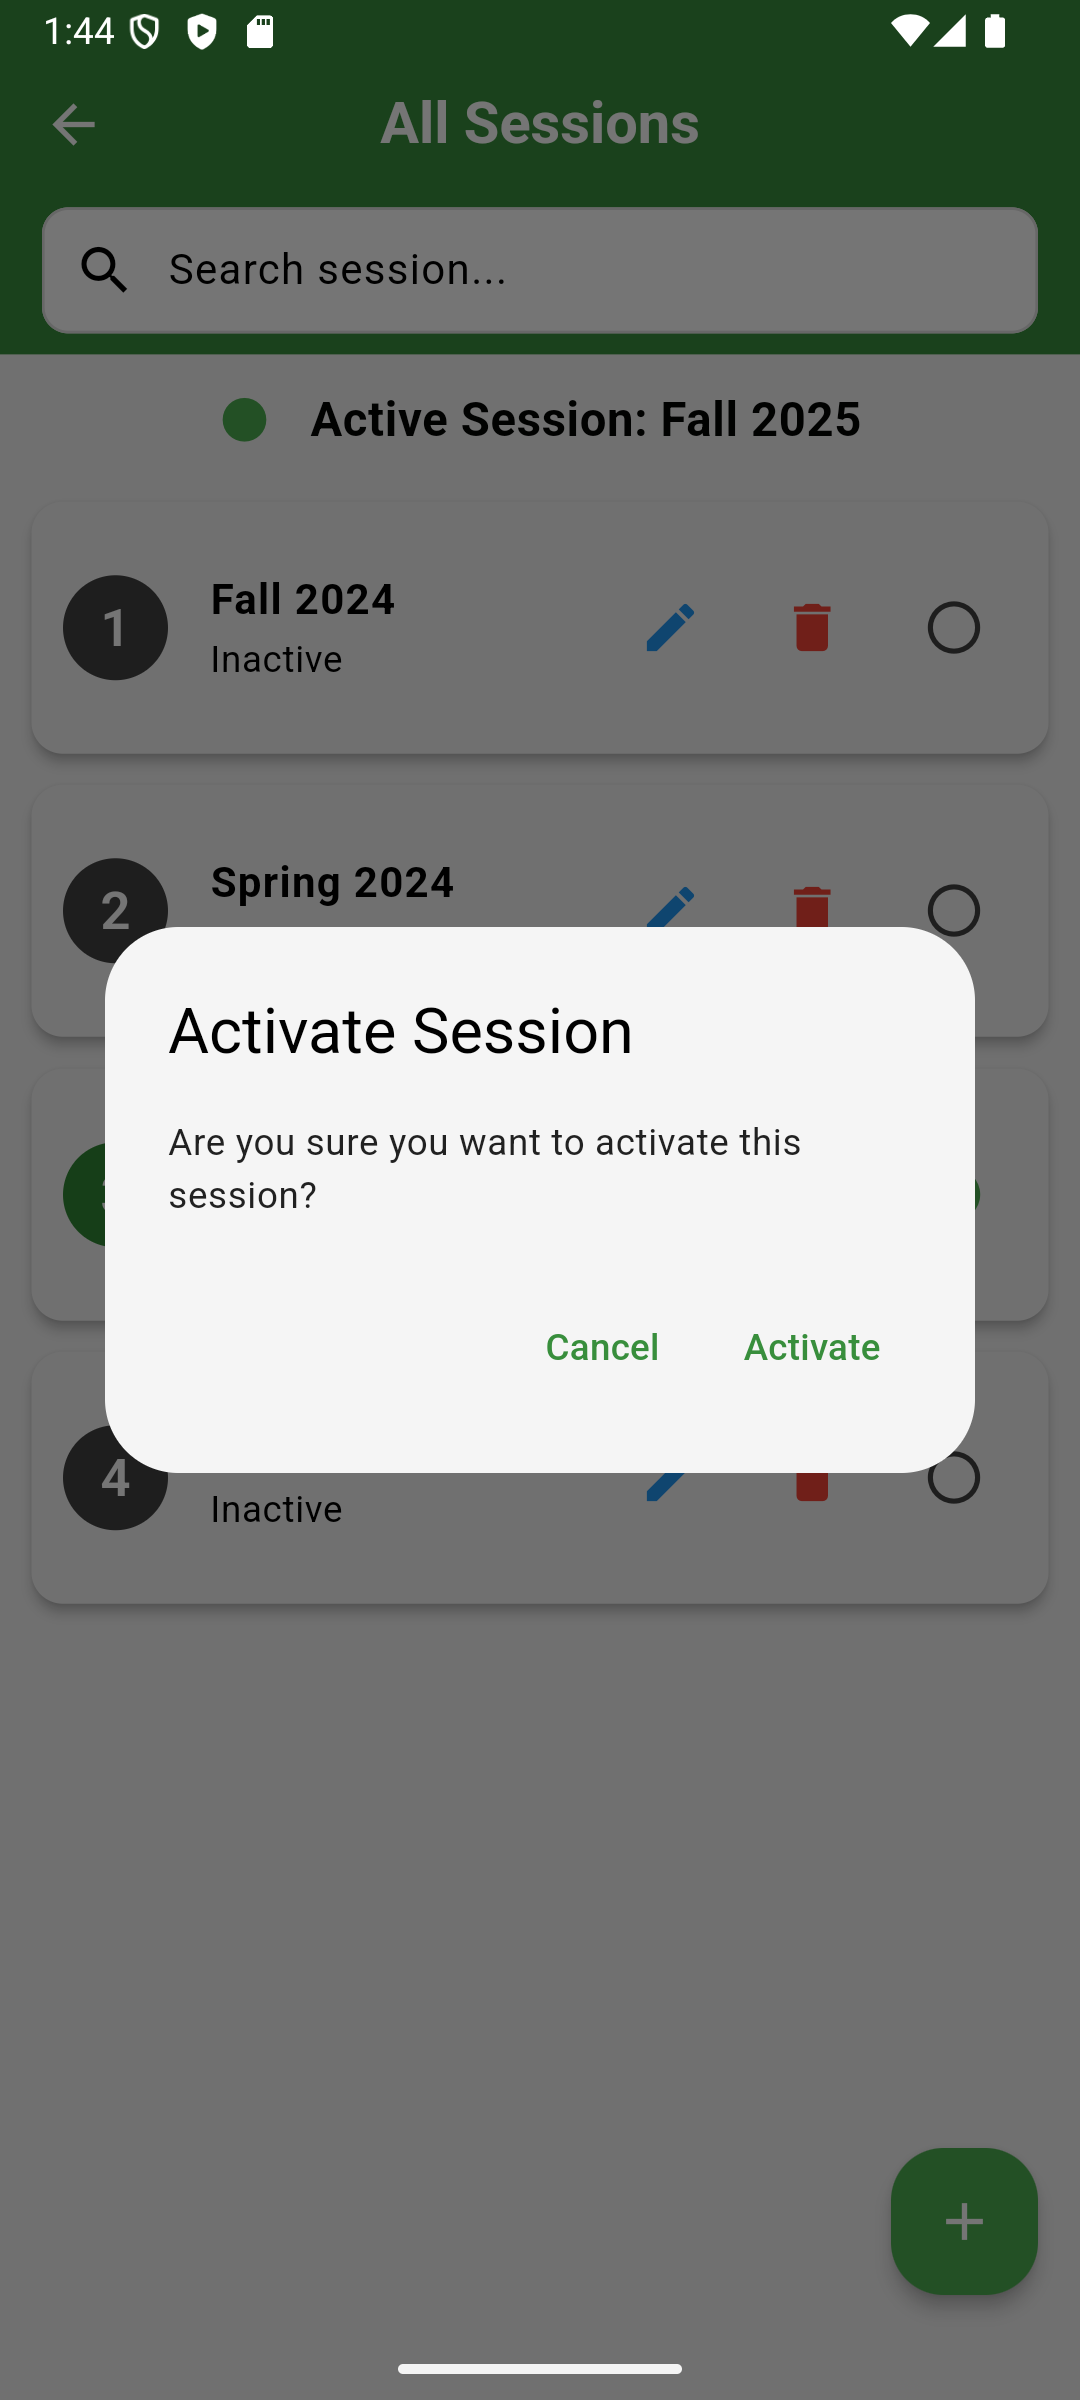 1:44
All Sessions
Search session...
Active Session: Fall 2025
1
Fall 2024
Inactive
2
Spring 2024
Activate Session
Are you sure you want to activate this
session?
Cancel
Activate
4
Inactive